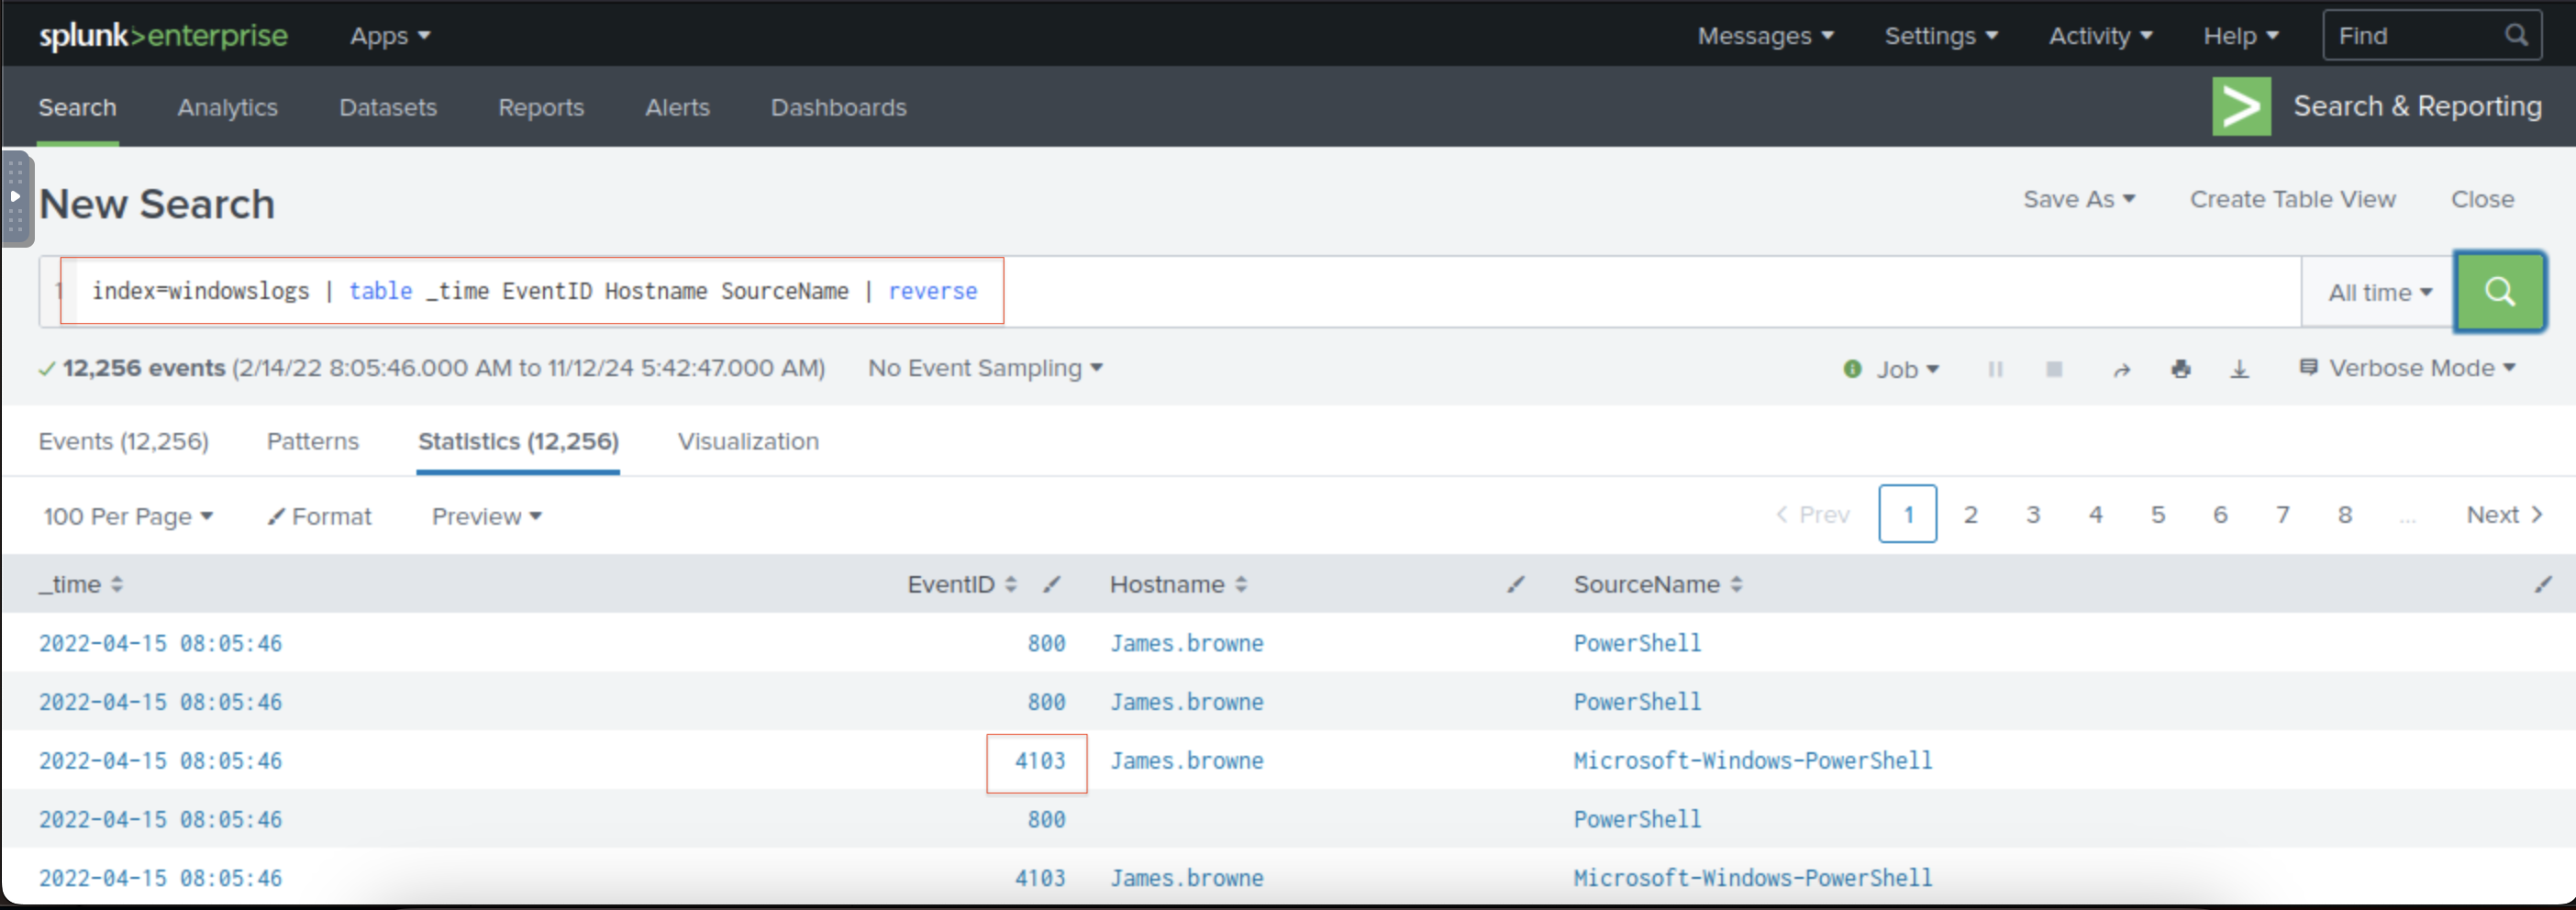 splunk>enterprise Apps Messages Settings Activity Help Find
Search Analytics Datasets Reports Alerts Dashboards Search & Reporting
New Search Save As Create Table View Close
1 index=windowslogs | table _time EventID Hostname SourceName | reverse All time
12,256 events (2/14/22 8:05:46.000 AM to 11/12/24 5:42:47.000 AM) No Event Sampling Job Verbose Mode
Events (12,256) Patterns Statistics (12,256) Visualization
100 Per Page Format Preview < Prev 1 2 3 4 5 6 7 8 ... Next >
_time EventID Hostname SourceName
2022-04-15 08:05:46 800 James.browne PowerShell
2022-04-15 08:05:46 800 James.browne PowerShell
2022-04-15 08:05:46 4103 James.browne Microsoft-Windows-PowerShell
2022-04-15 08:05:46 800 PowerShell
2022-04-15 08:05:46 4103 James.browne Microsoft-Windows-PowerShell